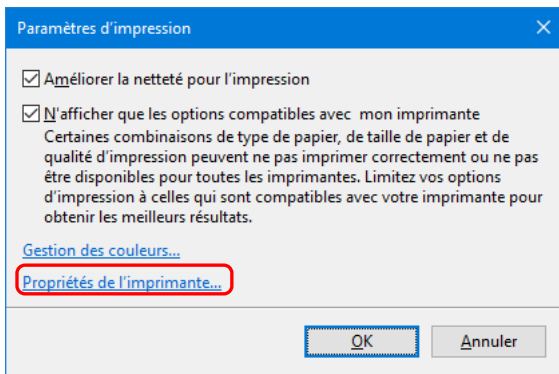 Paramètres d'impression
Améliorer la netteté pour l'impression
N'afficher que les options compatibles avec mon imprimante
Certaines combinaisons de type de papier, de taille de papier et de
qualité d'impression peuvent ne pas imprimer correctement ou ne pas
être disponibles pour toutes les imprimantes. Limitez vos options
d'impression à celles qui sont compatibles avec votre imprimante pour
obtenir les meilleurs résultats.
Gestion des couleurs...
Propriétés de l'imprimante...
OK Annuler